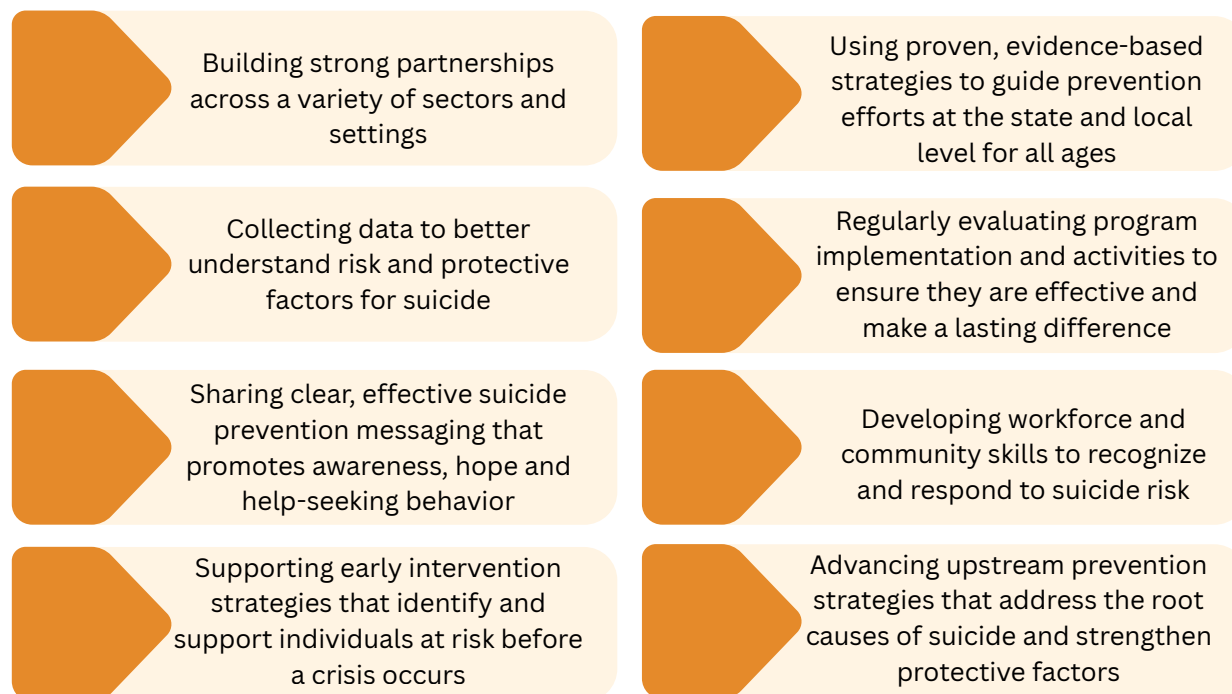 Building strong partnerships
across a variety of sectors and
settings
Using proven, evidence-based
strategies to guide prevention
efforts at the state and local
level for all ages
Collecting data to better
understand risk and protective
factors for suicide
Regularly evaluating program
implementation and activities to
ensure they are effective and
make a lasting difference
Sharing clear, effective suicide
prevention messaging that
promotes awareness, hope and
help-seeking behavior
Developing workforce and
community skills to recognize
and respond to suicide risk
Supporting early intervention
strategies that identify and
support individuals at risk before
a crisis occurs
Advancing upstream prevention
strategies that address the root
causes of suicide and strengthen
protective factors